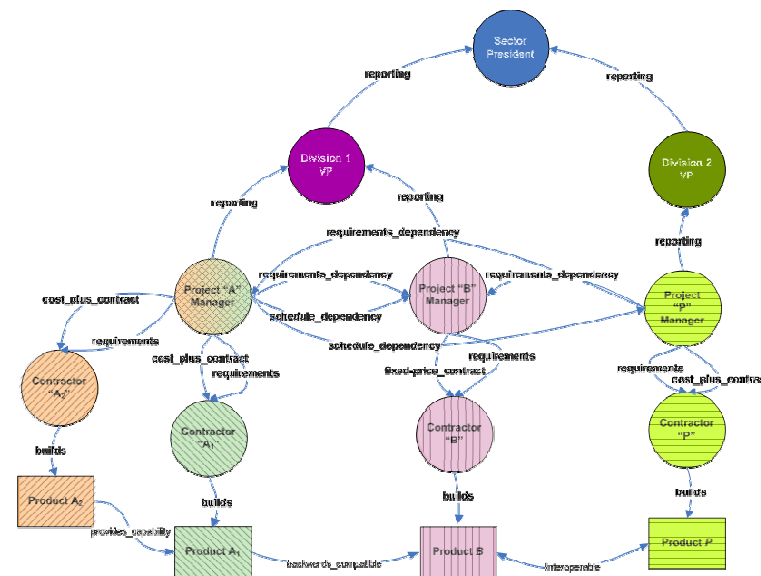 Sector
President
reporting
reporting
Division 1
VP
Division 2
VP
reporting
reporting
requirements_dependency
reporting
requirements_dependency
requirements_dependency
Project “A”
Manager
Project “B”
Manager
Project
“P”
Manager
cost_plus_contract
schedule_dependency
requirements
schedule_dependency
cost_plus_contract
requirements
fixed-price_contract
requirements
requirements
cost_plus_contrac
Contractor
“A₂”
Contractor
“A₁”
Contractor
“B”
Contractor
“P”
builds
builds
builds
builds
Product A₂
provides_capability
Product A₁
backwards_compatible
Product B
interoperable
Product P